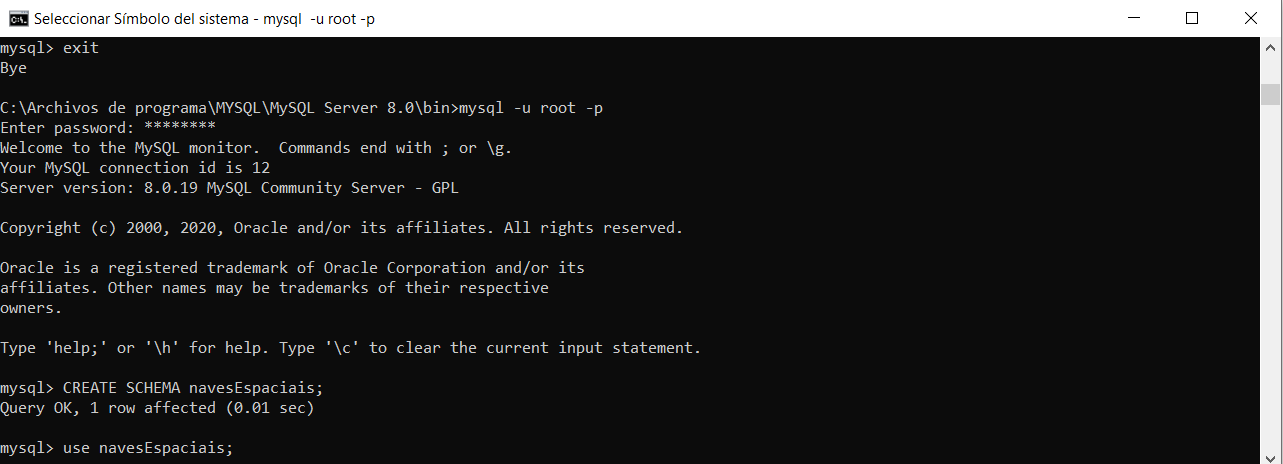 Seleccionar Símbolo del sistema - mysql  -u root -p
mysql> exit
Bye
C:\Archivos de programa\MYSQL\MySQL Server 8.0\bin>mysql -u root -p
Enter password: ********
Welcome to the MySQL monitor.  Commands end with ; or \g.
Your MySQL connection id is 12
Server version: 8.0.19 MySQL Community Server - GPL
Copyright (c) 2000, 2020, Oracle and/or its affiliates. All rights reserved.
Oracle is a registered trademark of Oracle Corporation and/or its
affiliates. Other names may be trademarks of their respective
owners.
Type 'help;' or '\h' for help. Type '\c' to clear the current input statement.
mysql> CREATE SCHEMA navesEspaciais;
Query OK, 1 row affected (0.01 sec)
mysql> use navesEspaciais;